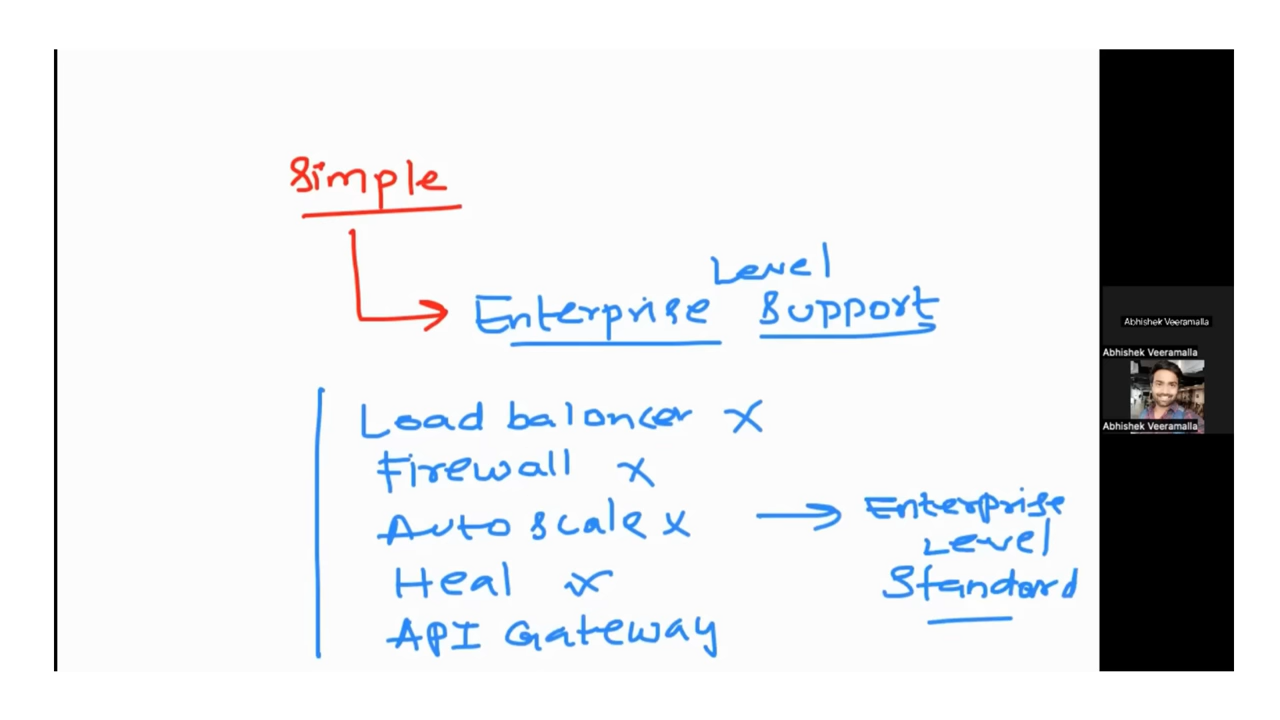 Simple
Level
Enterprise Support
Load balancer X
Firewall X
Auto scale X
Heal X
API Gateway
Enterprise
Level
Standard
Abhishek Veeramalla
Abhishek Veeramalla
Abhishek Veeramalla